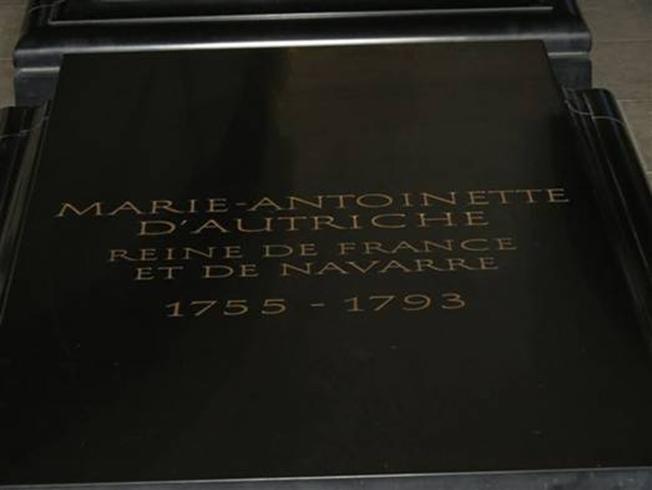 MARIE-ANTOINETTE
D'AUTRICHE
REINE DE FRANCE
ET DE NAVARRE
1755 - 1793